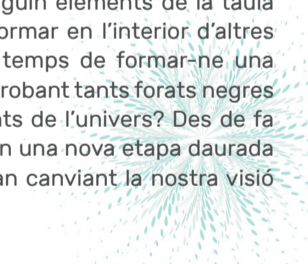 guin elements de la taula
ormar en l'interior d'altres
temps de formar-ne una
robant tants forats negres
ts de l'univers? Des de fa
n una nova etapa daurada
an canviant la nostra visió